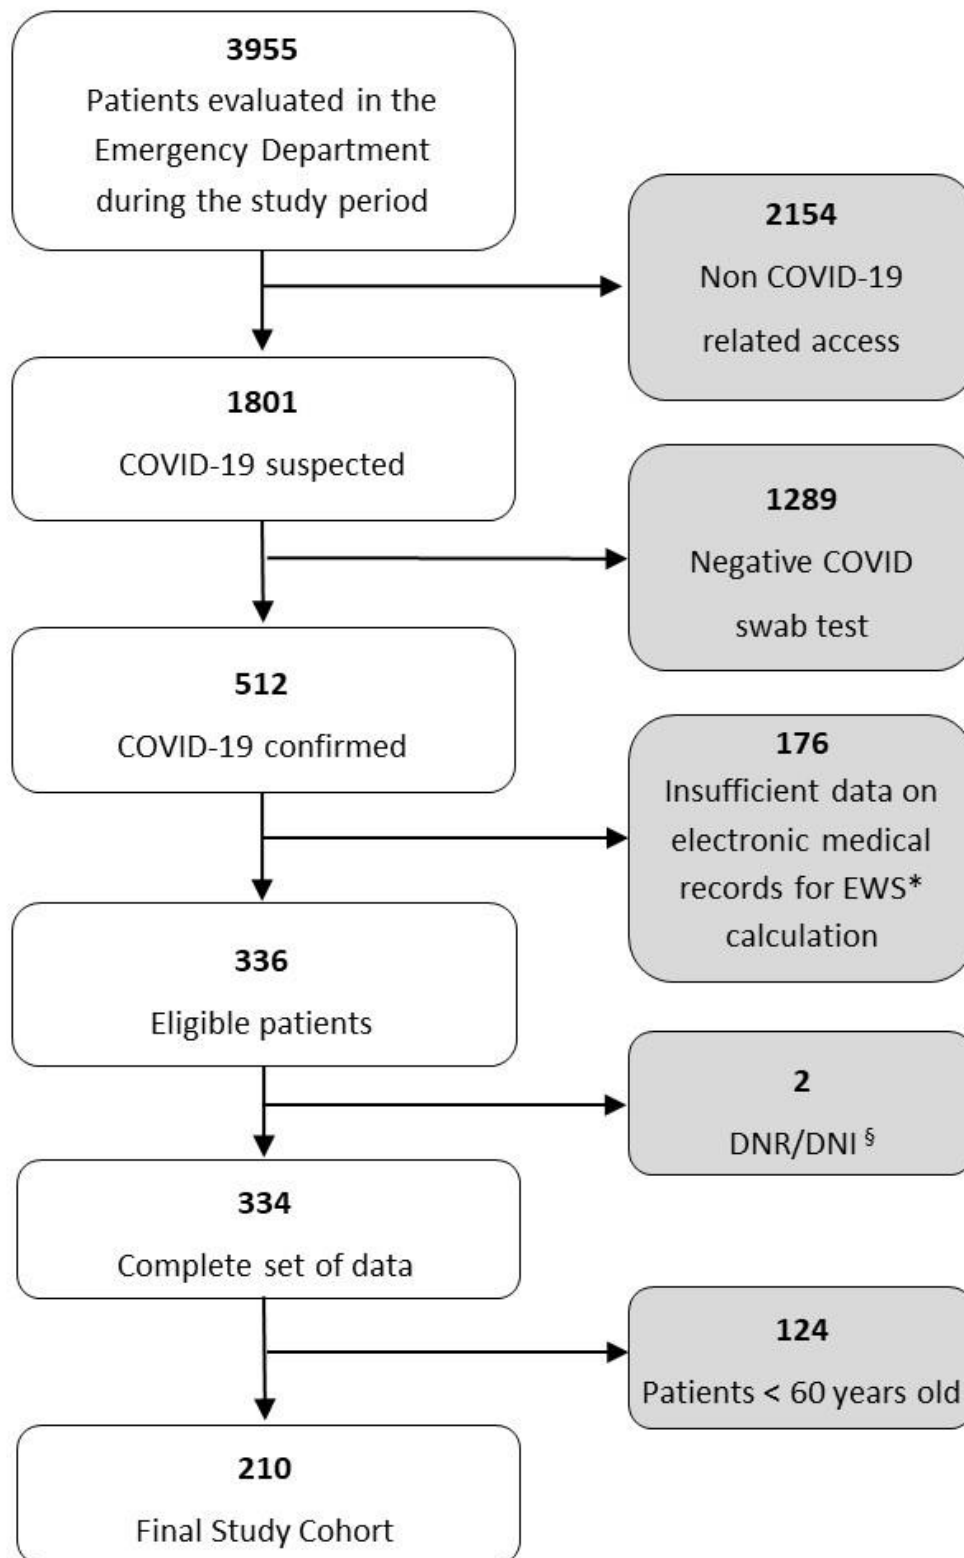 3955
Patients evaluated in the
Emergency Department
during the study period
2154
Non COVID-19
related access
1801
COVID-19 suspected
1289
Negative COVID
swab test
512
COVID-19 confirmed
176
Insufficient data on
electronic medical
records for EWS*
calculation
336
Eligible patients
2
DNR/DNI §
334
Complete set of data
124
Patients < 60 years old
210
Final Study Cohort